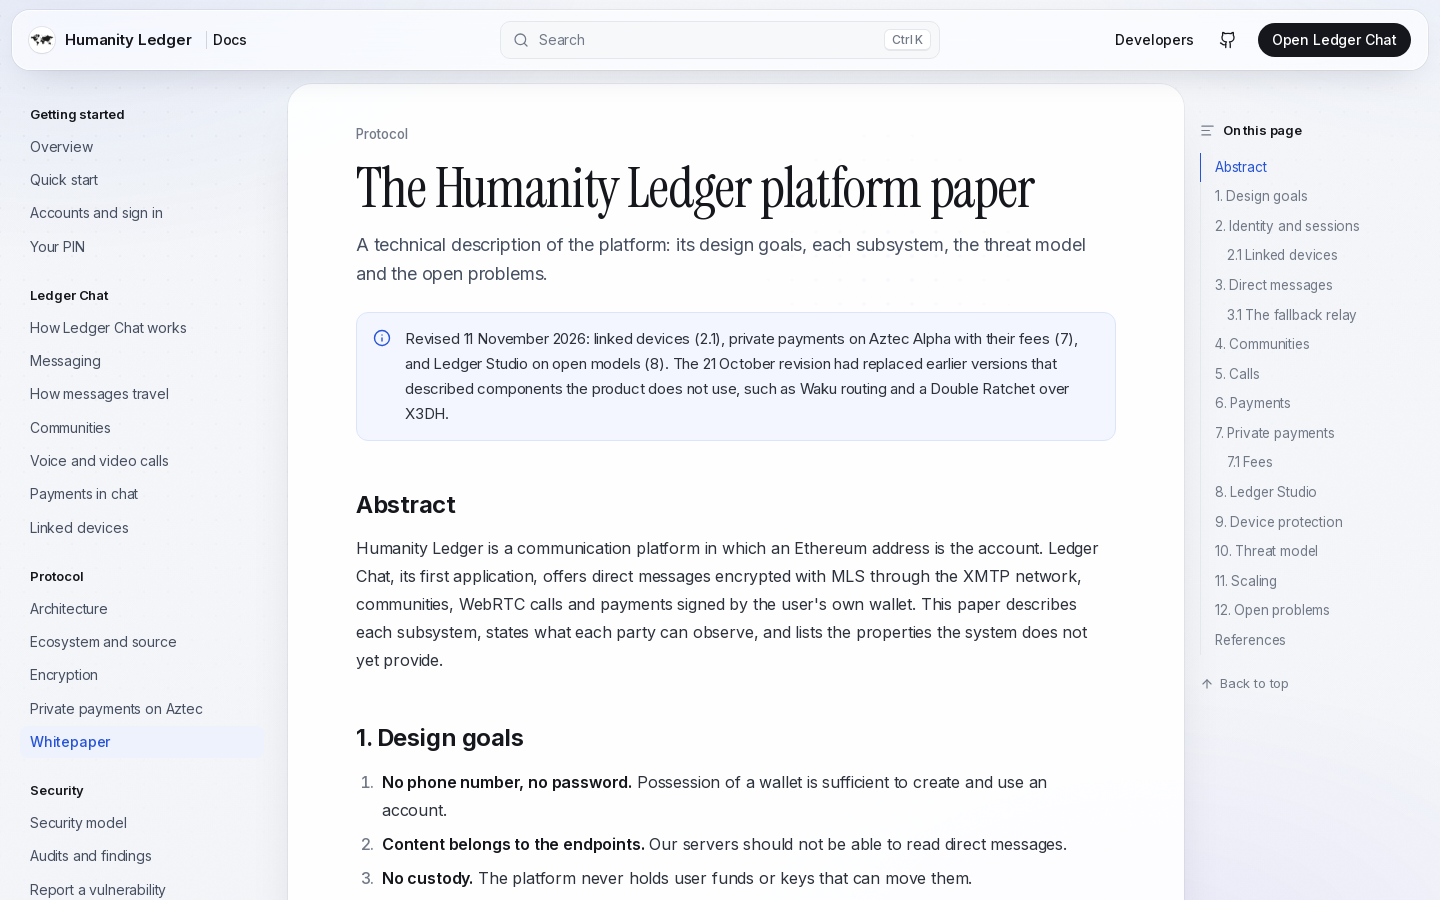 Humanity Ledger
Docs
Search
Ctrl K
Developers
Open Ledger Chat
Getting started
Overview
Quick start
Accounts and sign in
Your PIN
Ledger Chat
How Ledger Chat works
Messaging
How messages travel
Communities
Voice and video calls
Payments in chat
Linked devices
Protocol
Architecture
Ecosystem and source
Encryption
Private payments on Aztec
Whitepaper
Security
Security model
Audits and findings
Report a vulnerability
Protocol
The Humanity Ledger platform paper
A technical description of the platform: its design goals, each subsystem, the threat model
and the open problems.
Revised 11 November 2026: linked devices (2.1), private payments on Aztec Alpha with their fees (7),
and Ledger Studio on open models (8). The 21 October revision had replaced earlier versions that
described components the product does not use, such as Waku routing and a Double Ratchet over
X3DH.
Abstract
Humanity Ledger is a communication platform in which an Ethereum address is the account. Ledger
Chat, its first application, offers direct messages encrypted with MLS through the XMTP network,
communities, WebRTC calls and payments signed by the user's own wallet. This paper describes
each subsystem, states what each party can observe, and lists the properties the system does not
yet provide.
1. Design goals
1. No phone number, no password. Possession of a wallet is sufficient to create and use an
account.
2. Content belongs to the endpoints. Our servers should not be able to read direct messages.
3. No custody. The platform never holds user funds or keys that can move them.
On this page
Abstract
1. Design goals
2. Identity and sessions
2.1 Linked devices
3. Direct messages
3.1 The fallback relay
4. Communities
5. Calls
6. Payments
7. Private payments
7.1 Fees
8. Ledger Studio
9. Device protection
10. Threat model
11. Scaling
12. Open problems
References
Back to top